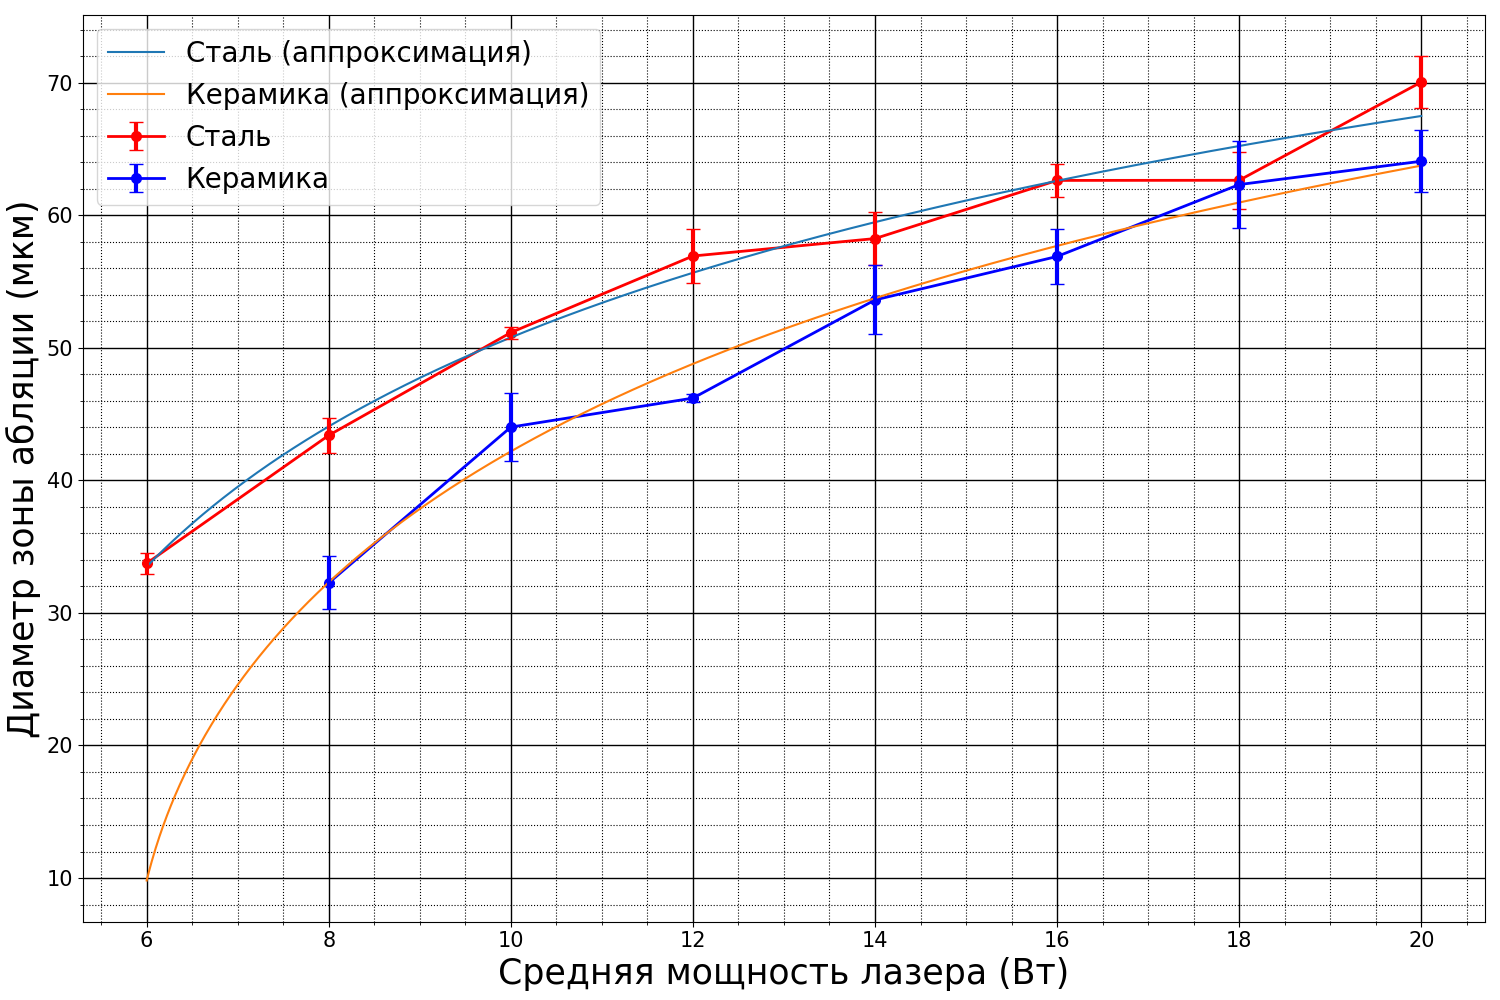 Сталь (аппроксимация)
Керамика (аппроксимация)
Сталь
Керамика
Диаметр зоны абляции (мкм)
70
60
50
40
30
20
10
6 8 10 12 14 16 18 20
Средняя мощность лазера (Вт)